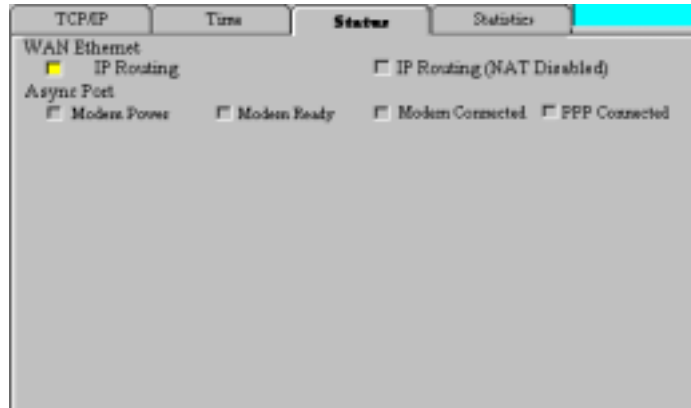 TCP/IP Time Status Statistics
WAN Ethernet
IP Routing IP Routing (NAT Disabled)
Async Port
Modem Power Modem Ready Modem Connected PPP Connected